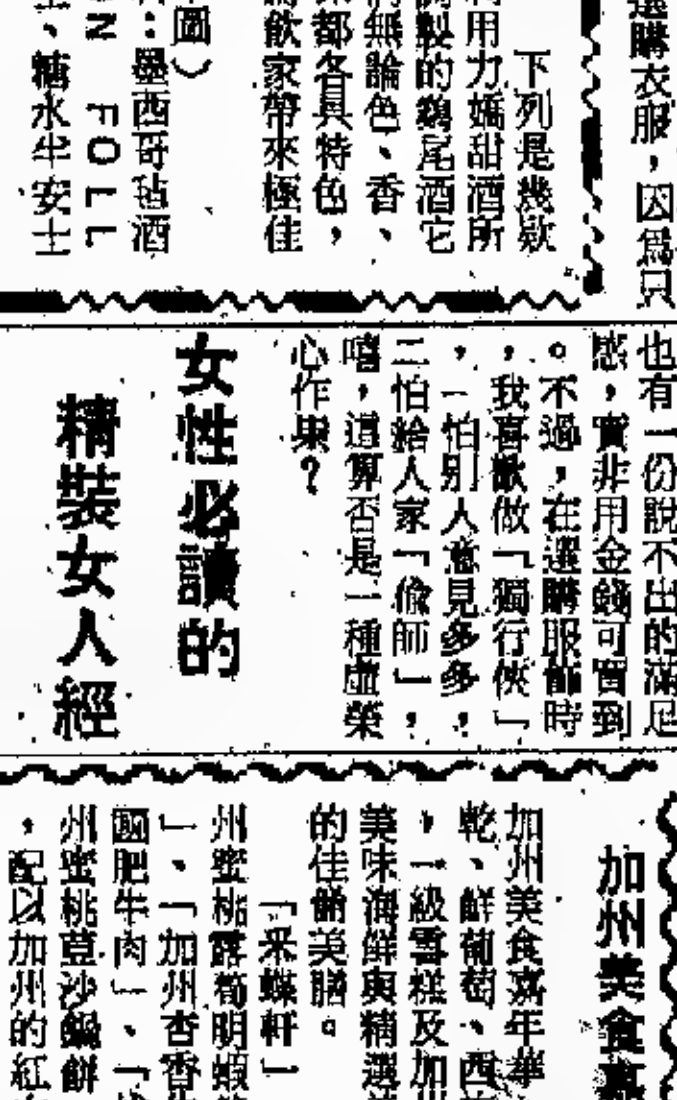 選購衣服，因爲只
下列是幾款
用力嬌甜酒所
製的鷄尾酒它
無論色、香、
都各具特色，
飲家帶來極佳
圖）
：墨西哥㼭酒
N FOLL
、糖水半安士
也有一份說不出的滿足
感，實非用金錢可買到
。不過，在選購服飾時
，我喜歡做「獨行俠」
，一怕別人意見多多，
二怕給人家「偷師」，
嘻，這算否是一種虛榮
心作祟？
女性必讀的
精裝女人經
加州美食嘉
加州美食嘉年華
乾、鮮葡萄、西
，一級雪糕及加州
美味海鮮與精選
的佳餚美膳。
「采蝶軒」
州蜜桃露筍明蝦
」、「加州杏香
國肥牛肉」、「
州蜜桃荳沙鍋餅
，配以加州的紅